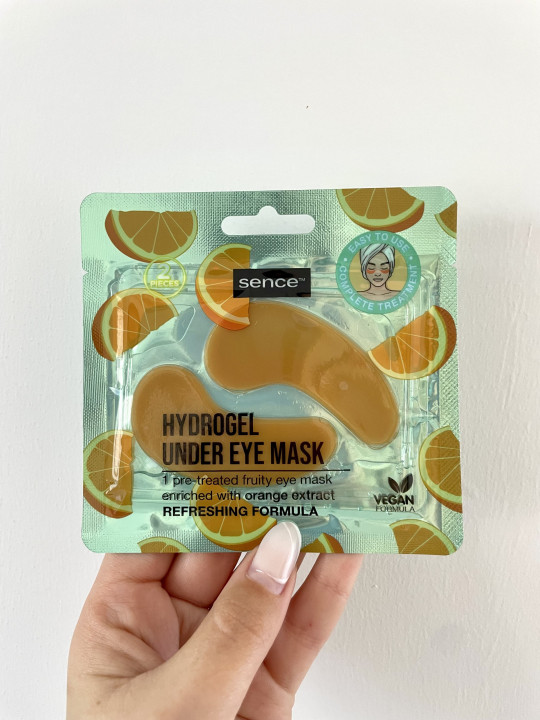 2
PIECES
sence™
EASY TO USE
COMPLETE TREATMENT
HYDROGEL
UNDER EYE MASK
1 pre-treated fruity eye mask
enriched with orange extract
REFRESHING FORMULA
VEGAN
FORMULA